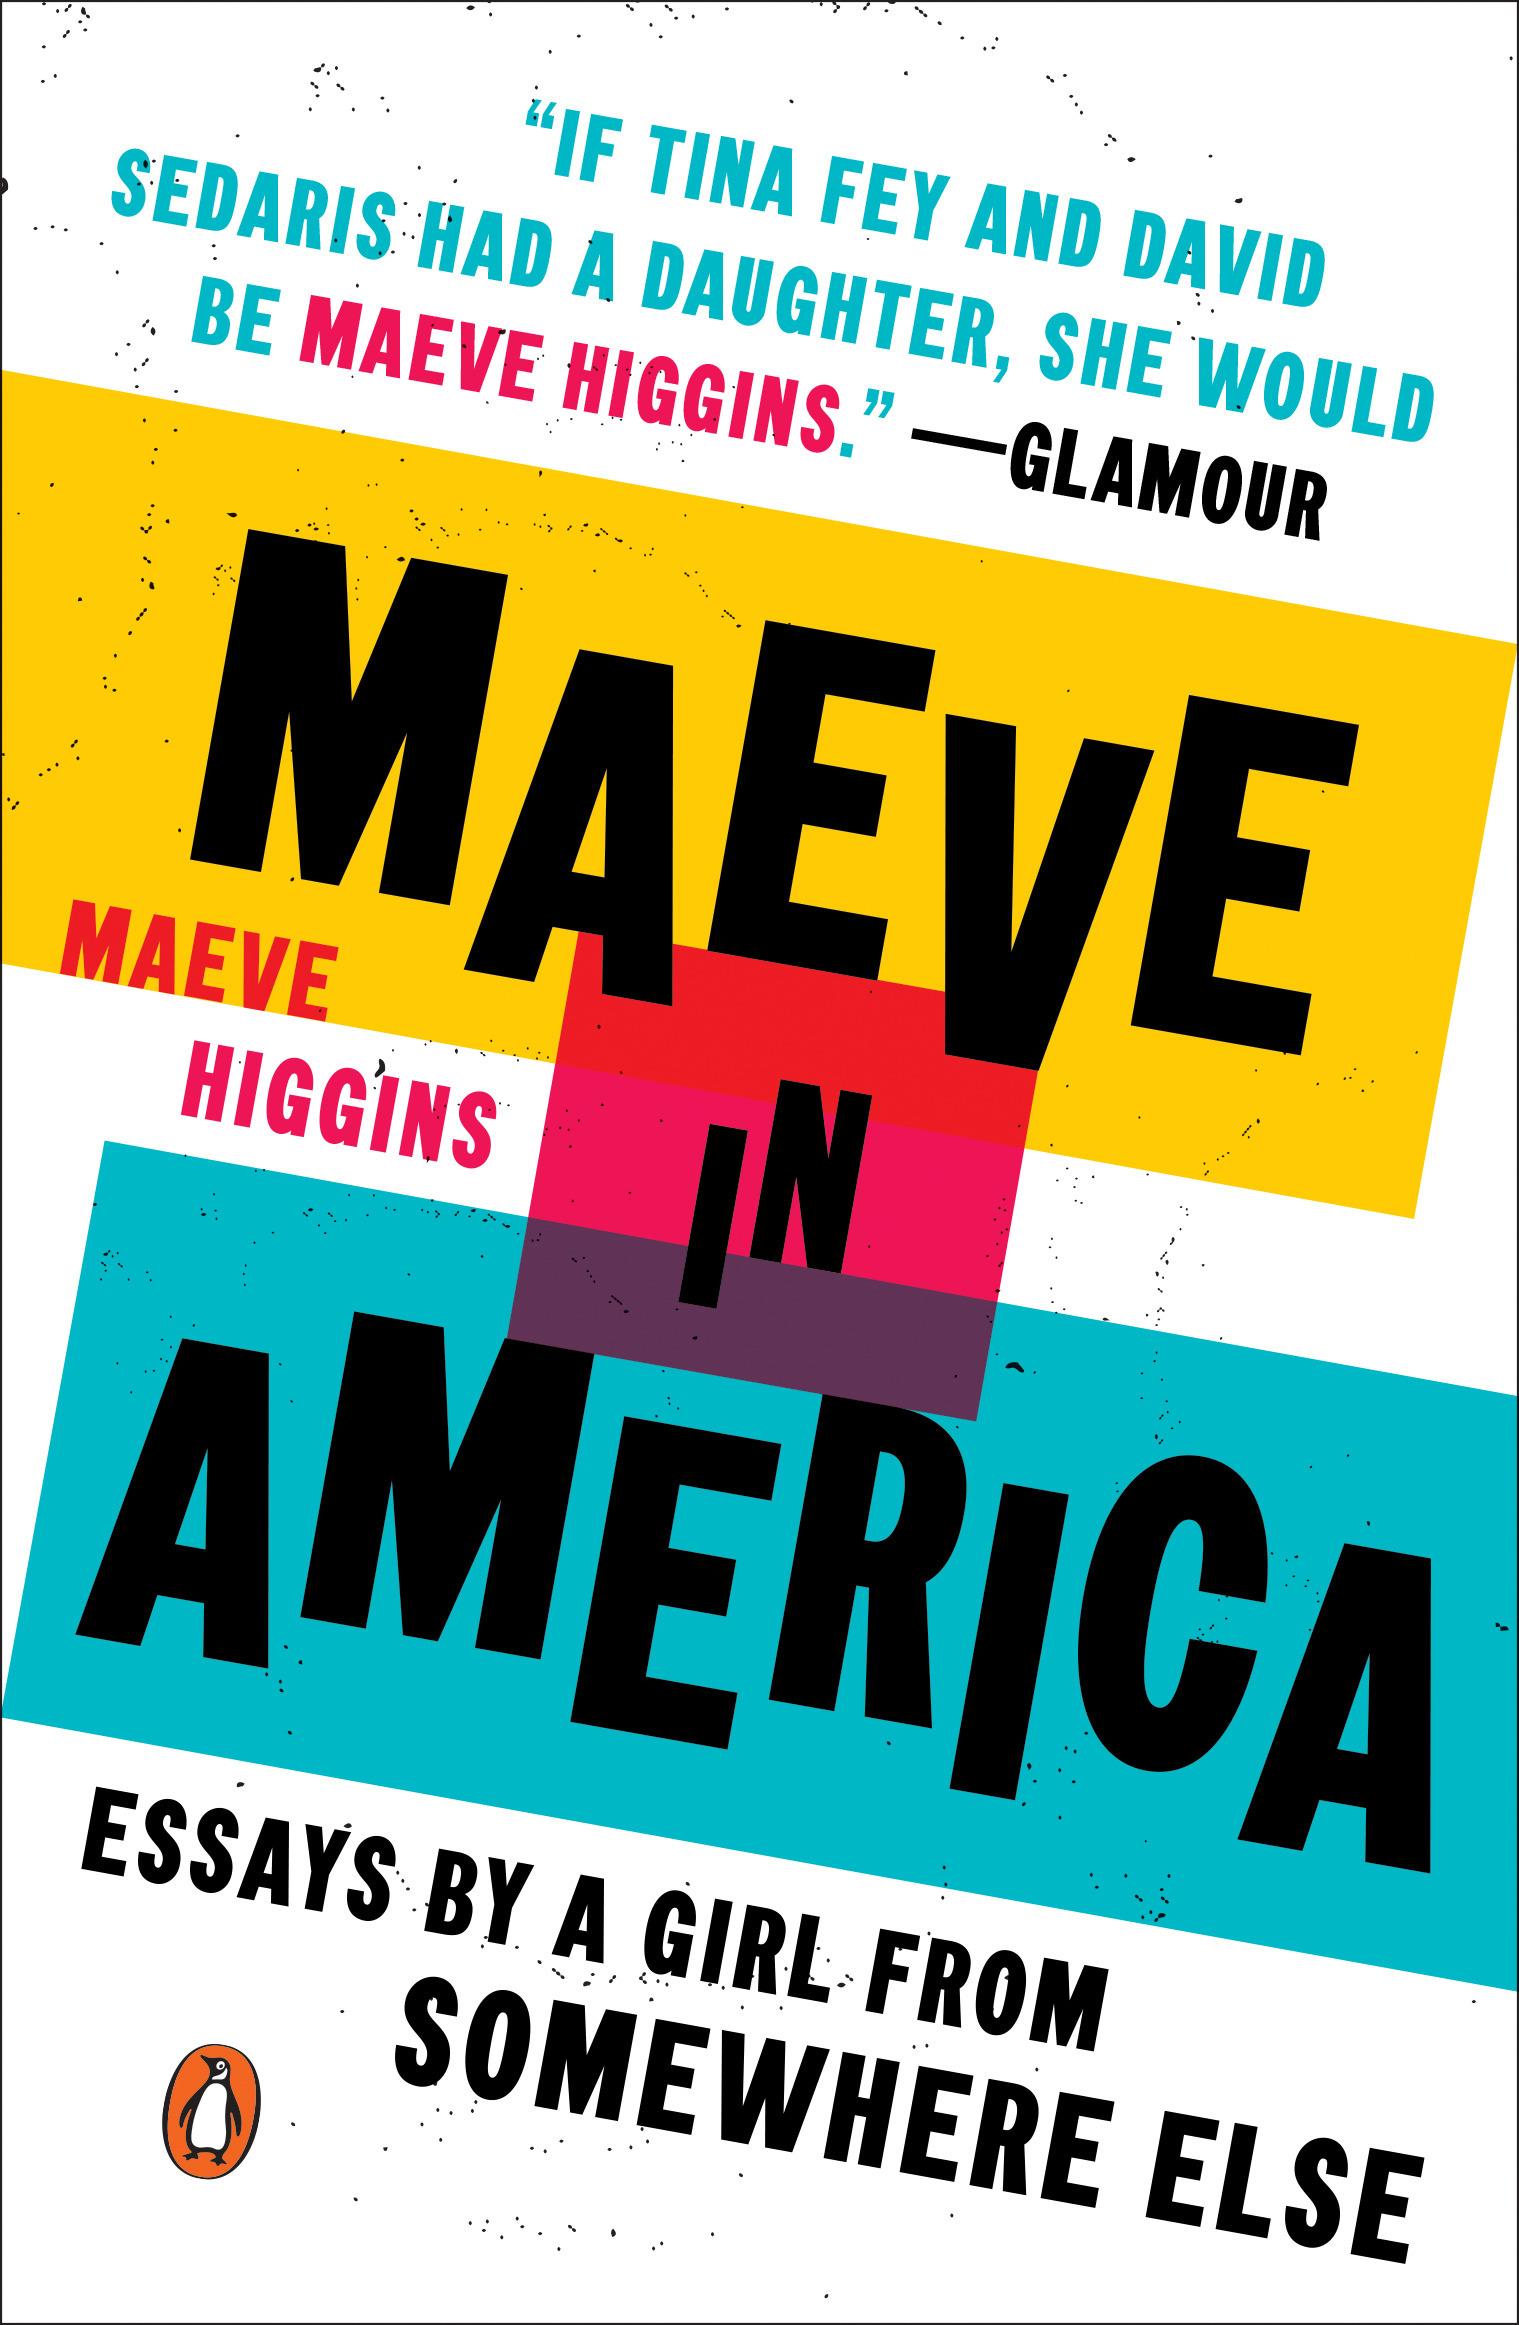 “IF TINA FEY AND DAVID
SEDARIS HAD A DAUGHTER, SHE WOULD
BE MAEVE HIGGINS.” —GLAMOUR
MAEVE
MAEVE
HIGGINS
IN
AMERICA
ESSAYS BY A GIRL FROM
SOMEWHERE ELSE